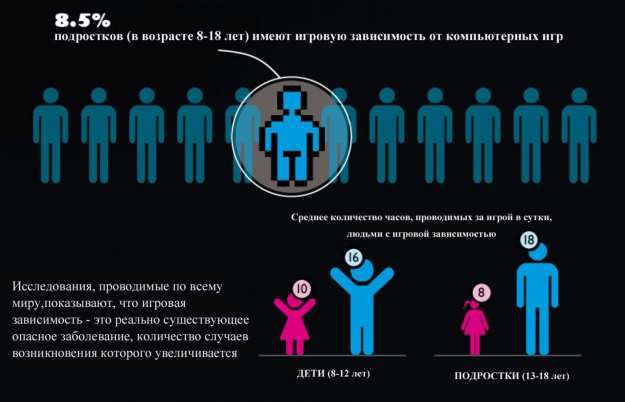 8.5%
подростков (в возрасте 8-18 лет) имеют игровую зависимость от компьютерных игр
Среднее количество часов, проводимых за игрой в сутки,
людьми с игровой зависимостью
18
16
10
8
Исследования, проводимые по всему
миру,показывают, что игровая
зависимость - это реально существующее
опасное заболевание, количество случаев
возникновения которого увеличивается
ДЕТИ (8-12 лет)
ПОДРОСТКИ (13-18 лет)